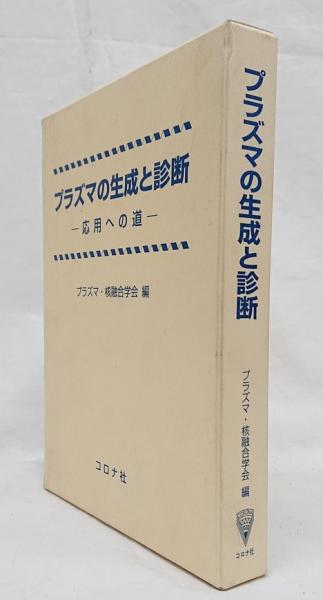 プラズマの生成と診断
―応用への道―
プラズマ・核融合学会 編
コロナ社
プラズマの生成と診断
プラズマ・核融合学会 編
コロナ社